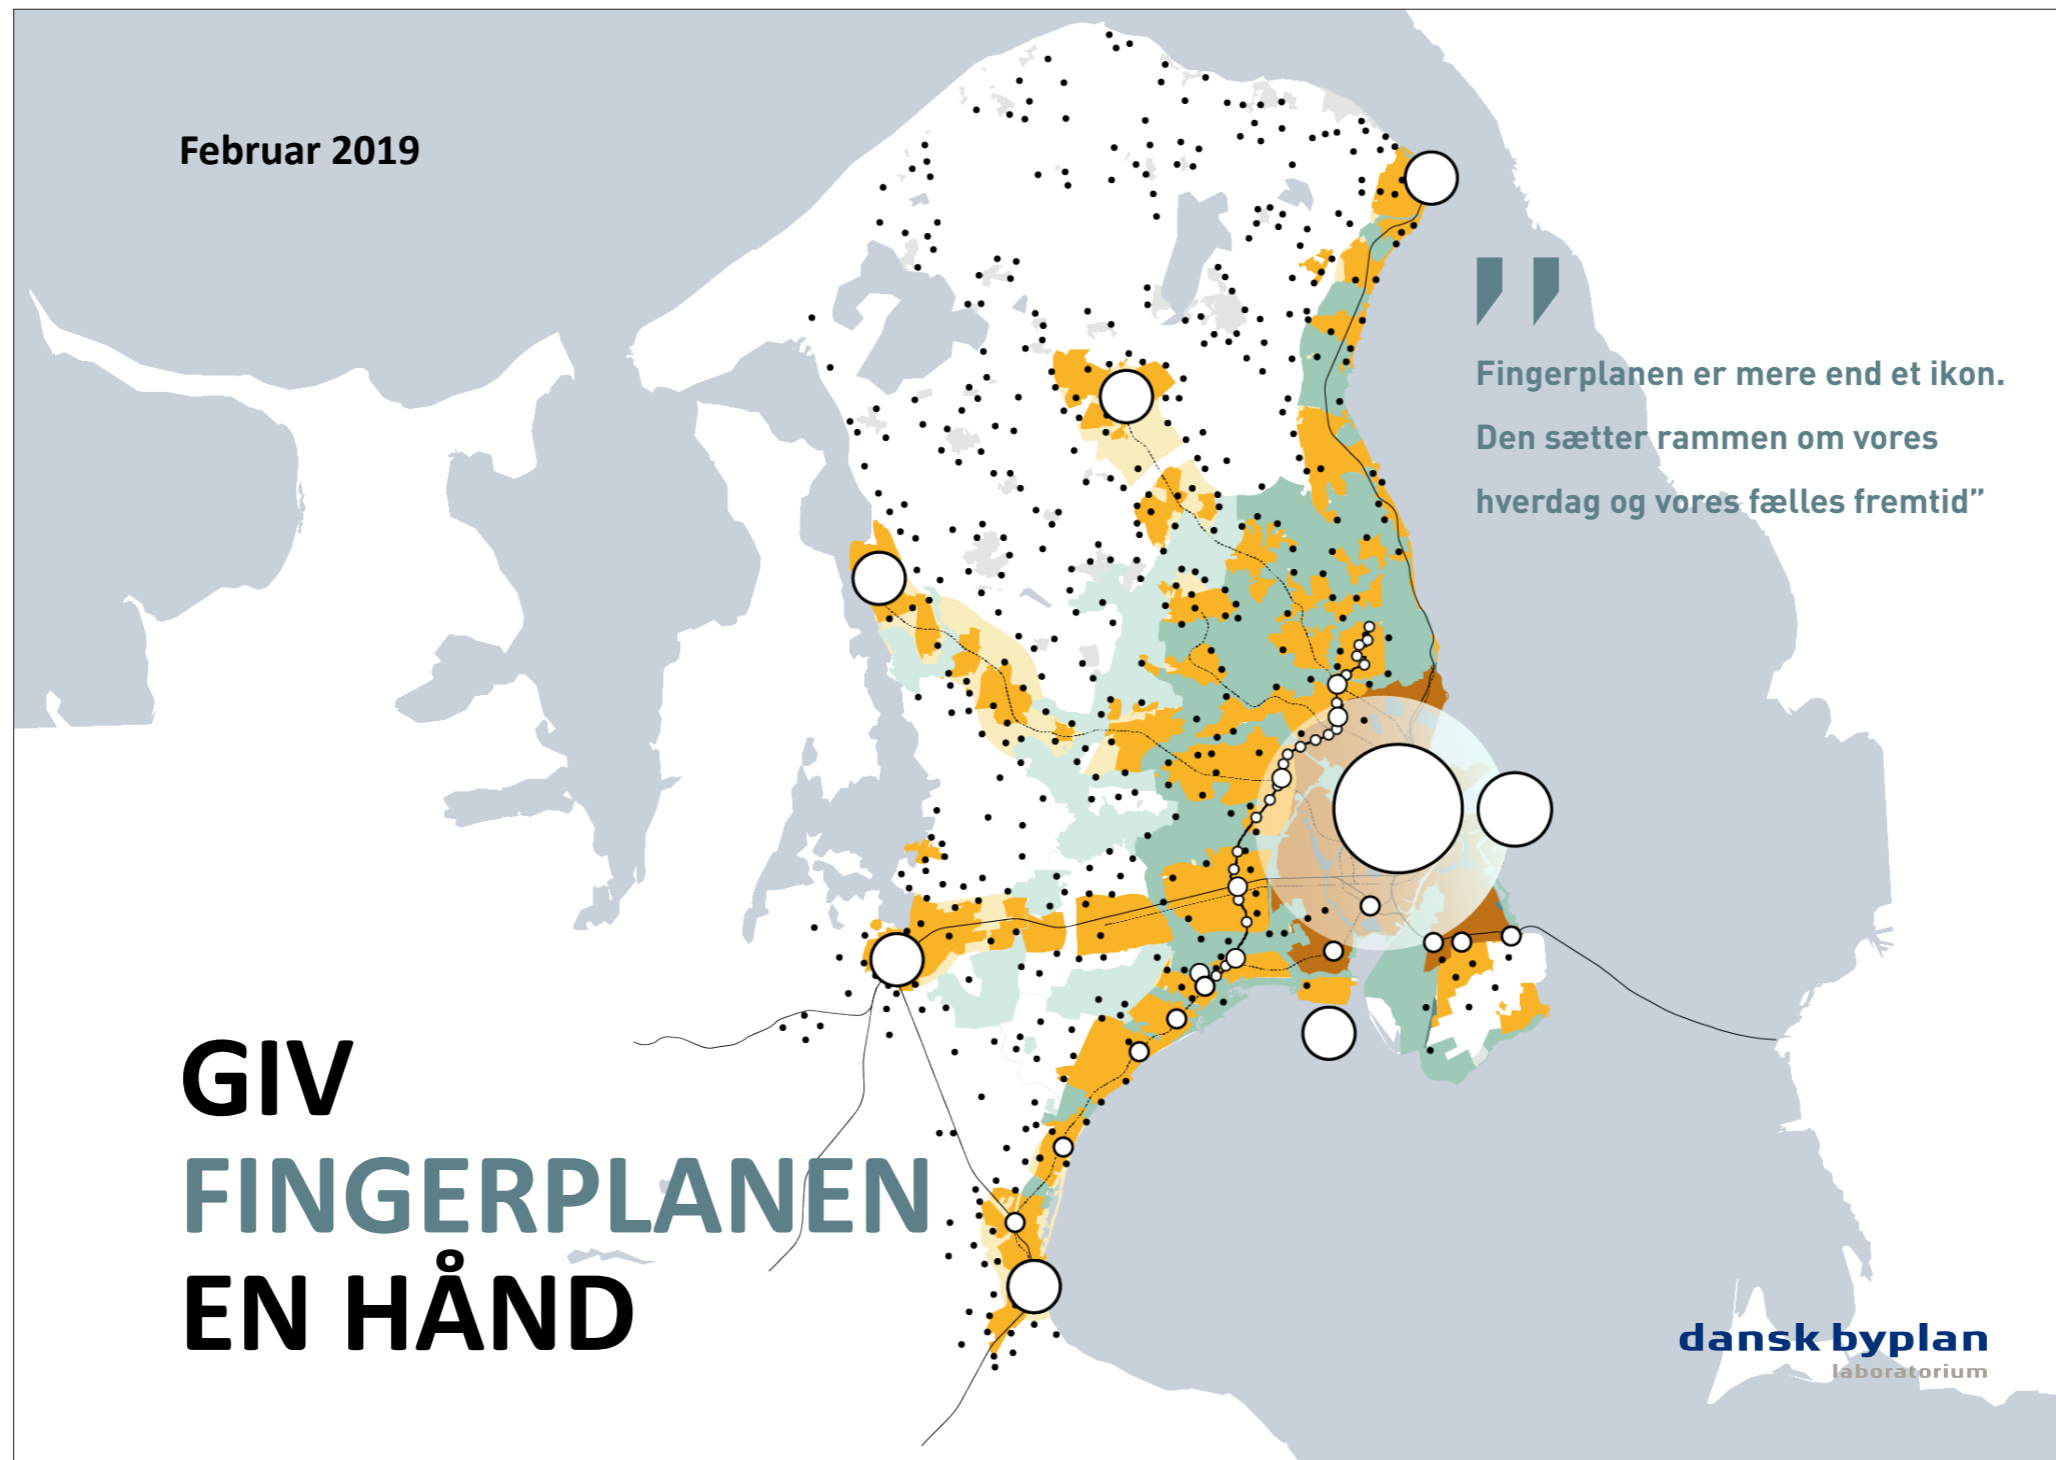 Februar 2019
Fingerplanen er mere end et ikon.
Den sætter rammen om vores
hverdag og vores fælles fremtid”
GIV
FINGERPLANEN
EN HÅND
dansk byplan
laboratorium